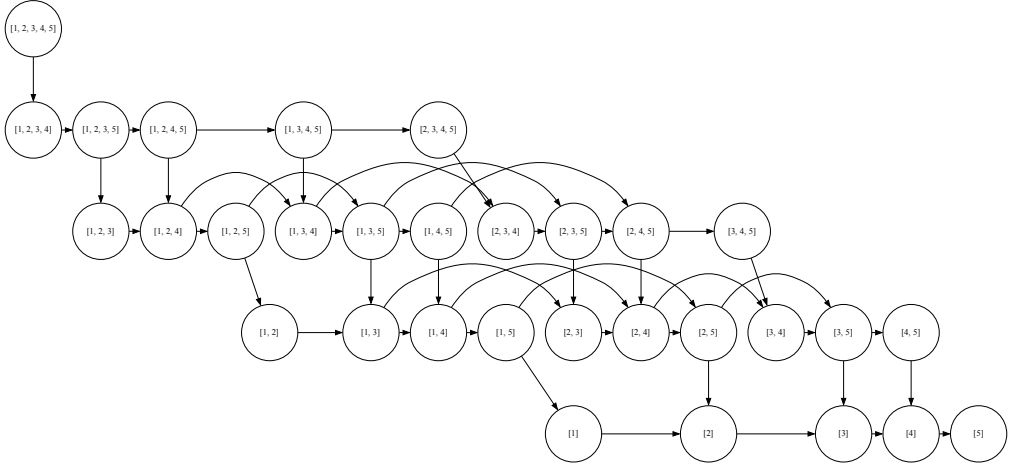 [1, 2, 3, 4, 5]
[1, 2, 3, 4] [1, 2, 3, 5] [1, 2, 4, 5] [1, 3, 4, 5] [2, 3, 4, 5]
[1, 2, 3] [1, 2, 4] [1, 2, 5] [1, 3, 4] [1, 3, 5] [1, 4, 5] [2, 3, 4] [2, 3, 5] [2, 4, 5] [3, 4, 5]
[1, 2] [1, 3] [1, 4] [1, 5] [2, 3] [2, 4] [2, 5] [3, 4] [3, 5] [4, 5]
[1] [2] [3] [4] [5]